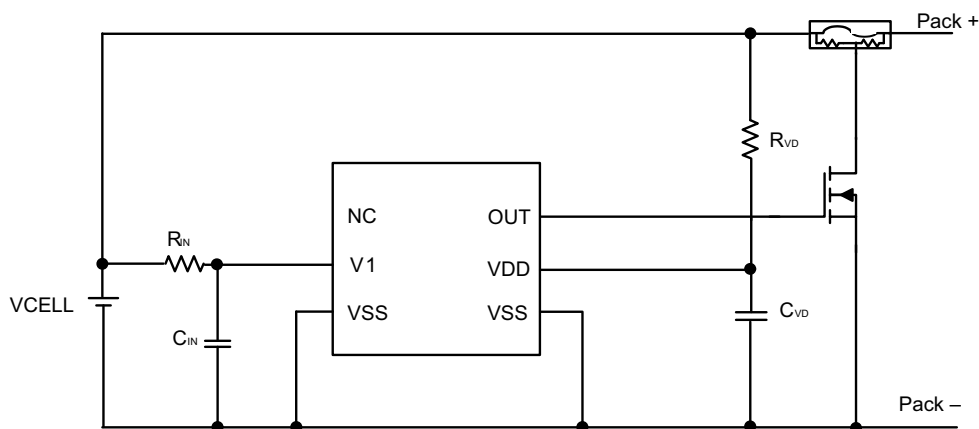 Pack +
RVD
NC
OUT
RIN
V1
VDD
VCELL
VSS
VSS
CVD
CIN
Pack –